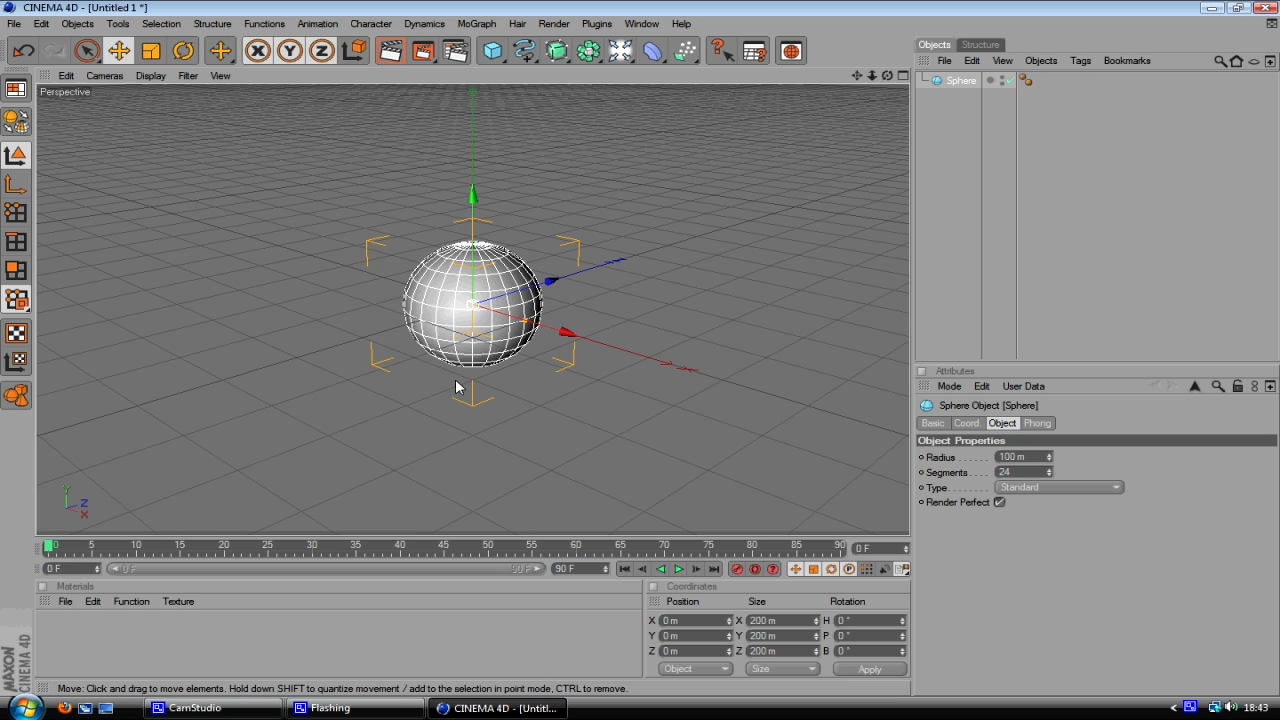 CINEMA 4D - [Untitled 1 *]
File Edit Objects Tools Selection Structure Functions Animation Character Dynamics MoGraph Hair Render Plugins Window Help
X Y Z
Objects Structure
File Edit View Objects Tags Bookmarks
Edit Cameras Display Filter View
Perspective
Sphere
Attributes
Mode Edit User Data
Sphere Object [Sphere]
Basic Coord. Object Phong
Object Properties
Radius 100 m
Segments 24
Type Standard
Render Perfect
Y
Z
X
0 5 10 15 20 25 30 35 40 45 50 55 60 65 70 75 80 85 90 0 F
0 F 0 F 90 F 90 F
Materials
File Edit Function Texture
Coordinates
Position Size Rotation
X 0 m X 200 m H 0 °
Y 0 m Y 200 m P 0 °
Z 0 m Z 200 m B 0 °
Object Size Apply
MAXON
CINEMA 4D
Move: Click and drag to move elements. Hold down SHIFT to quantize movement / add to the selection in point mode, CTRL to remove.
CamStudio Flashing CINEMA 4D - [Untitl... 18:43